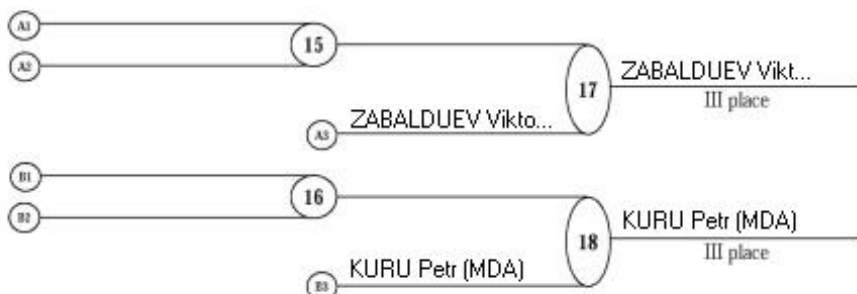 A1
A2
15
ZABALDUEV Vikt...
17
III place
A3
ZABALDUEV Vikto...
B1
B2
16
KURU Petr (MDA)
18
III place
B3
KURU Petr (MDA)